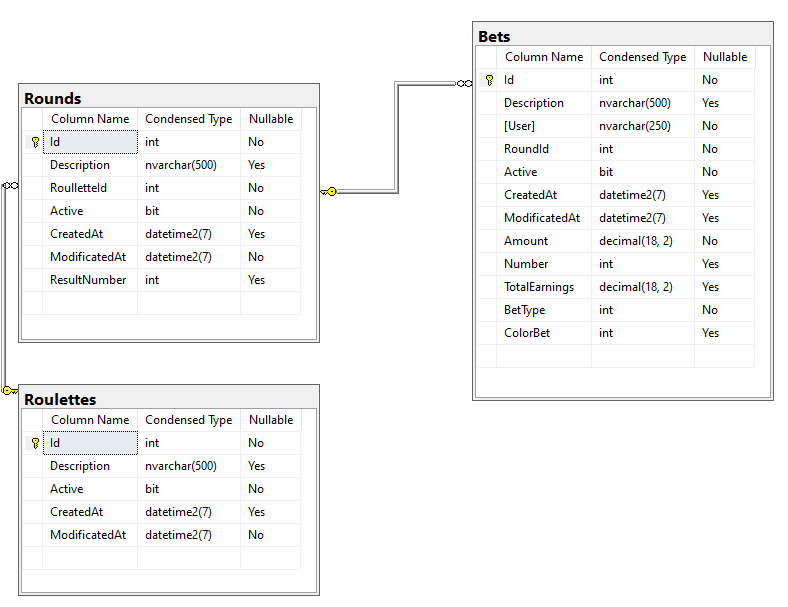 Rounds
Column Name Condensed Type Nullable
Id int No
Description nvarchar(500) Yes
RoulletteId int No
Active bit No
CreatedAt datetime2(7) Yes
ModificatedAt datetime2(7) No
ResultNumber int Yes
Roulettes
Column Name Condensed Type Nullable
Id int No
Description nvarchar(500) Yes
Active bit No
CreatedAt datetime2(7) Yes
ModificatedAt datetime2(7) No
Bets
Column Name Condensed Type Nullable
Id int No
Description nvarchar(500) Yes
[User] nvarchar(250) No
RoundId int No
Active bit No
CreatedAt datetime2(7) Yes
ModificatedAt datetime2(7) Yes
Amount decimal(18, 2) No
Number int Yes
TotalEarnings decimal(18, 2) Yes
BetType int No
ColorBet int Yes